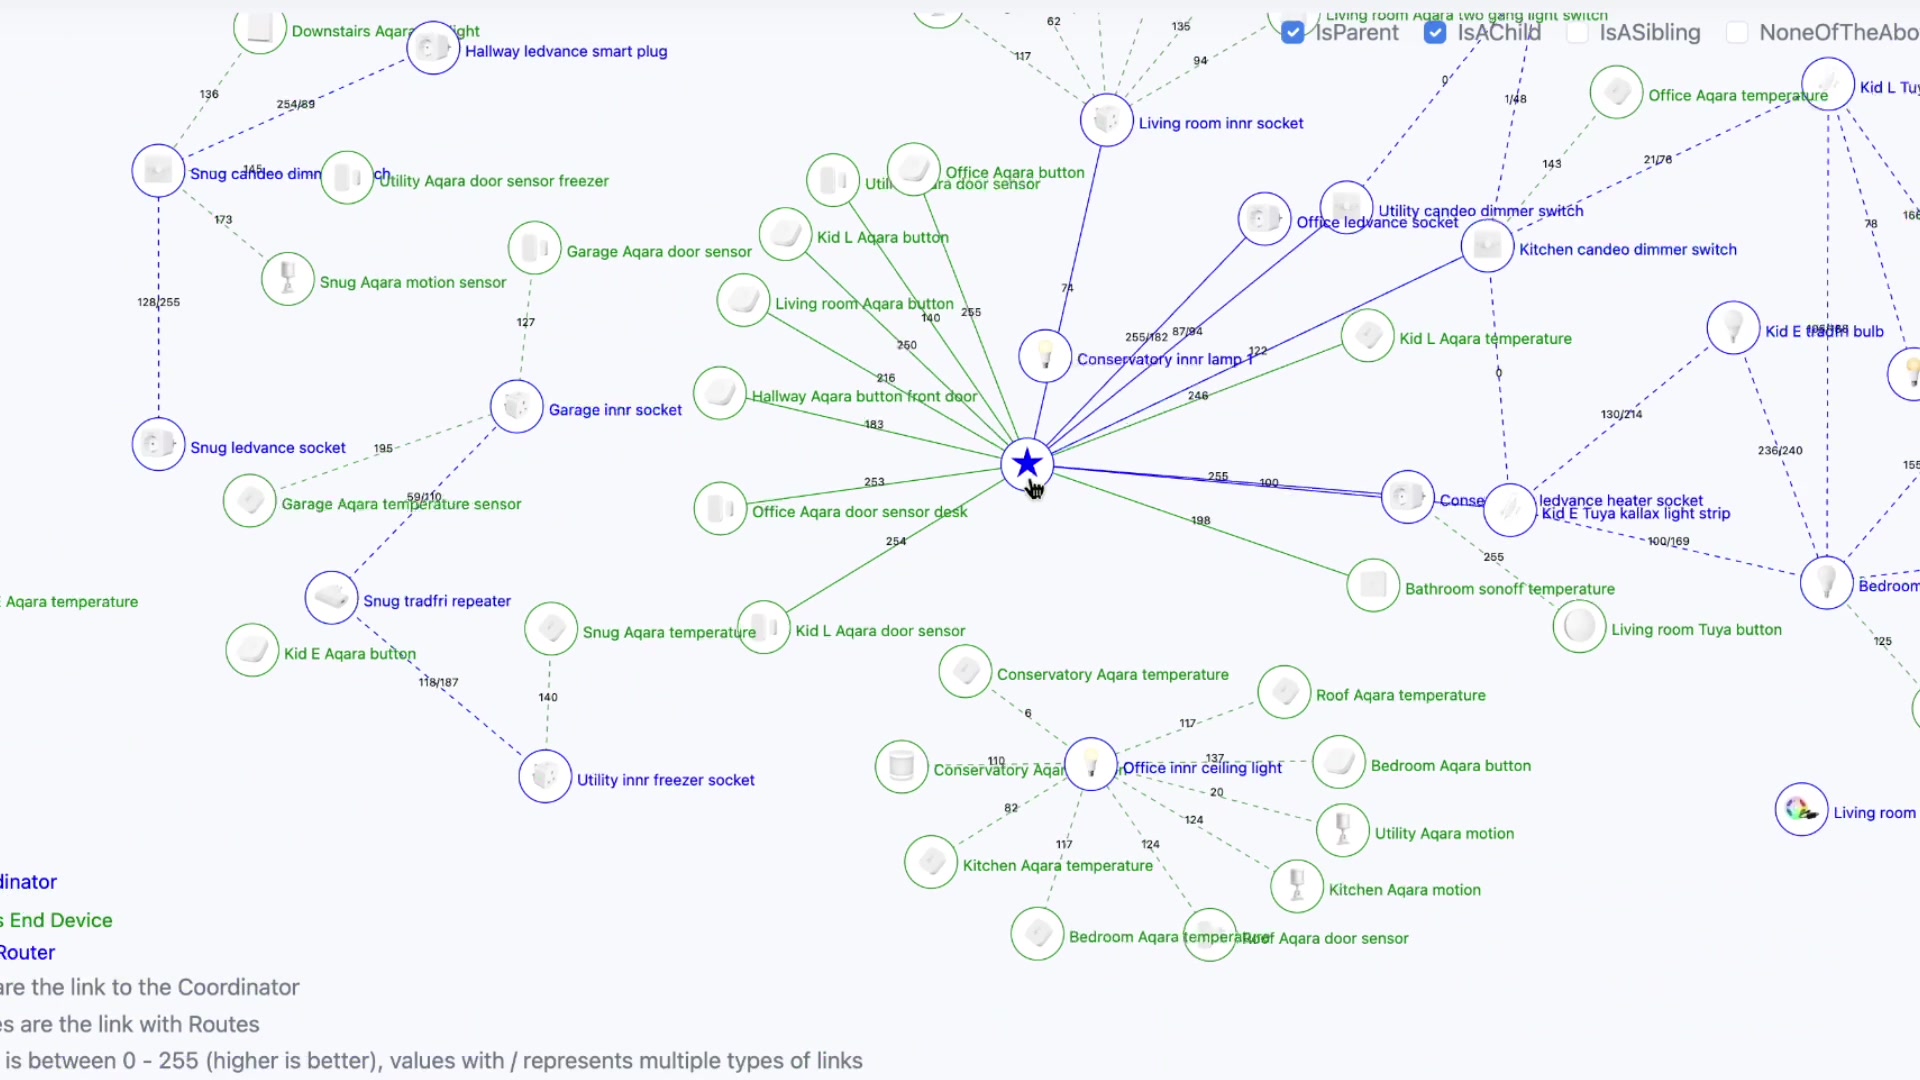 Living room Aqara two gang light switch
IsParent
IsAChild
IsASibling
NoneOfTheAbo
Downstairs Aqara
light
Hallway ledvance smart plug
62
135
117
94
0
Kid L Tuy
136
254/89
1/48
Office Aqara temperature
Living room innr socket
143
21/76
Snug candeo dimm
ch
Utility Aqara door sensor freezer
Office Aqara button
Utili
ara door sensor
173
78
166
Utility candeo dimmer switch
Office ledvance socket
Kid L Aqara button
Garage Aqara door sensor
Kitchen candeo dimmer switch
Snug Aqara motion sensor
74
128/255
Living room Aqara button
140
255
127
255/182
87/94
Kid E tradfri bulb
250
Kid L Aqara temperature
122
Conservatory innr lamp 1
216
0
Hallway Aqara button front door
246
Garage innr socket
130/214
183
Snug ledvance socket
195
236/240
155
253
255
100
59/110
Garage Aqara temperature sensor
Conse
ledvance heater socket
Office Aqara door sensor desk
Kid E Tuya kallax light strip
198
254
100/169
255
Bathroom sonoff temperature
Bedroom
Aqara temperature
Snug tradfri repeater
Snug Aqara temperature
Kid L Aqara door sensor
Living room Tuya button
125
Kid E Aqara button
Conservatory Aqara temperature
118/187
140
Roof Aqara temperature
6
117
110
137
Conservatory Aqar
n
Office innr ceiling light
Bedroom Aqara button
Utility innr freezer socket
20
82
124
Living room
117
124
Utility Aqara motion
Kitchen Aqara temperature
Kitchen Aqara motion
dinator
s End Device
Bedroom Aqara temperature
Roof Aqara door sensor
Router
are the link to the Coordinator
es are the link with Routes
is between 0 - 255 (higher is better), values with / represents multiple types of links